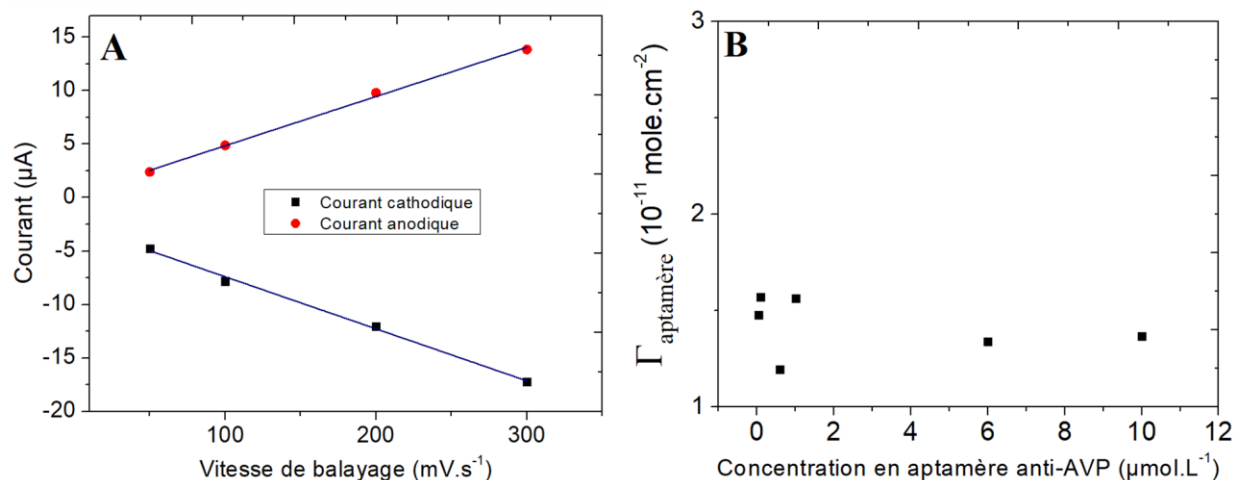 A
15
10
5
0
-5
-10
-15
-20
Courant (µA)
Courant cathodique
Courant anodique
100
200
300
Vitesse de balayage (mV.s⁻¹)
B
3
2
1
Γaptamère (10⁻¹¹ mole.cm⁻²)
0
2
4
6
8
10
12
Concentration en aptamère anti-AVP (µmol.L⁻¹)